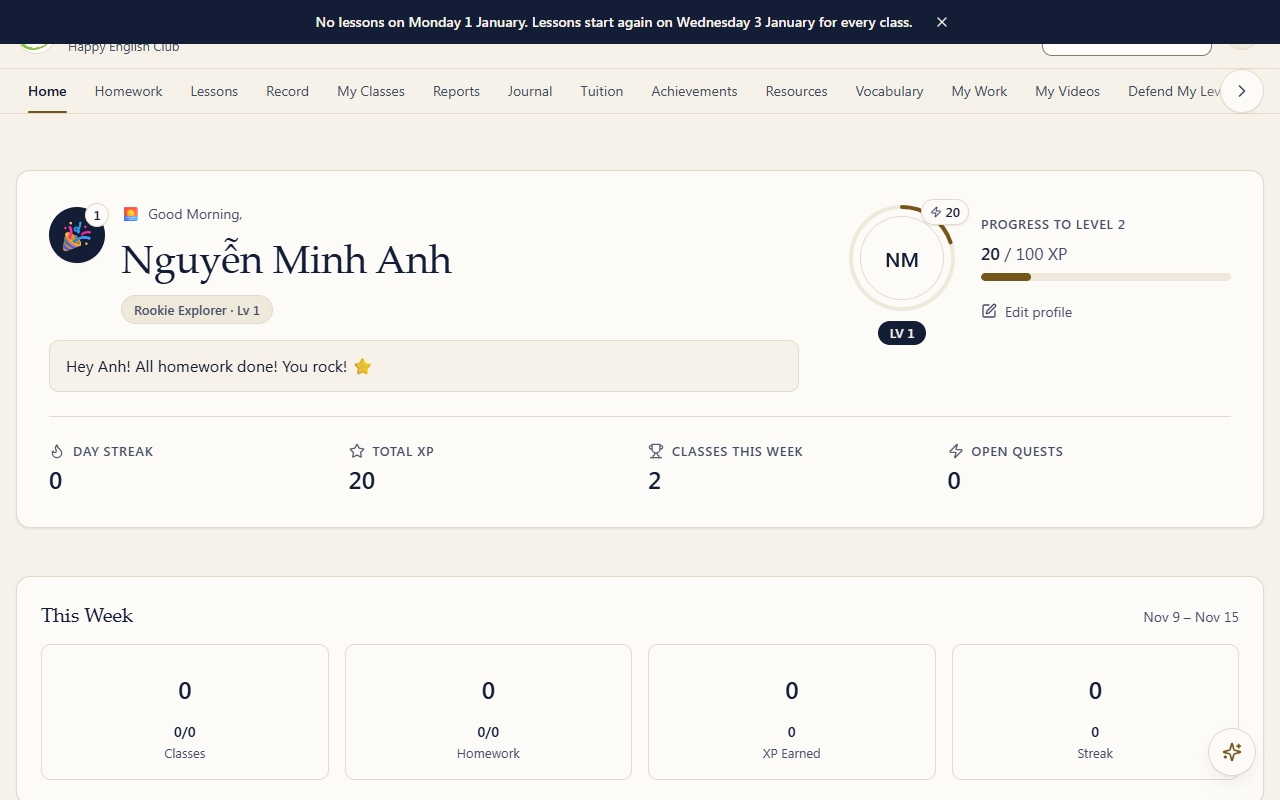 No lessons on Monday 1 January. Lessons start again on Wednesday 3 January for every class.
Happy English Club
Home Homework Lessons Record My Classes Reports Journal Tuition Achievements Resources Vocabulary My Work My Videos Defend My Lev
1
Good Morning,
Nguyễn Minh Anh
Rookie Explorer · Lv 1
Hey Anh! All homework done! You rock! ⭐
20
NM
LV 1
PROGRESS TO LEVEL 2
20 / 100 XP
Edit profile
DAY STREAK
0
TOTAL XP
20
CLASSES THIS WEEK
2
OPEN QUESTS
0
This Week
Nov 9 – Nov 15
0
0/0
Classes
0
0/0
Homework
0
0
XP Earned
0
0
Streak